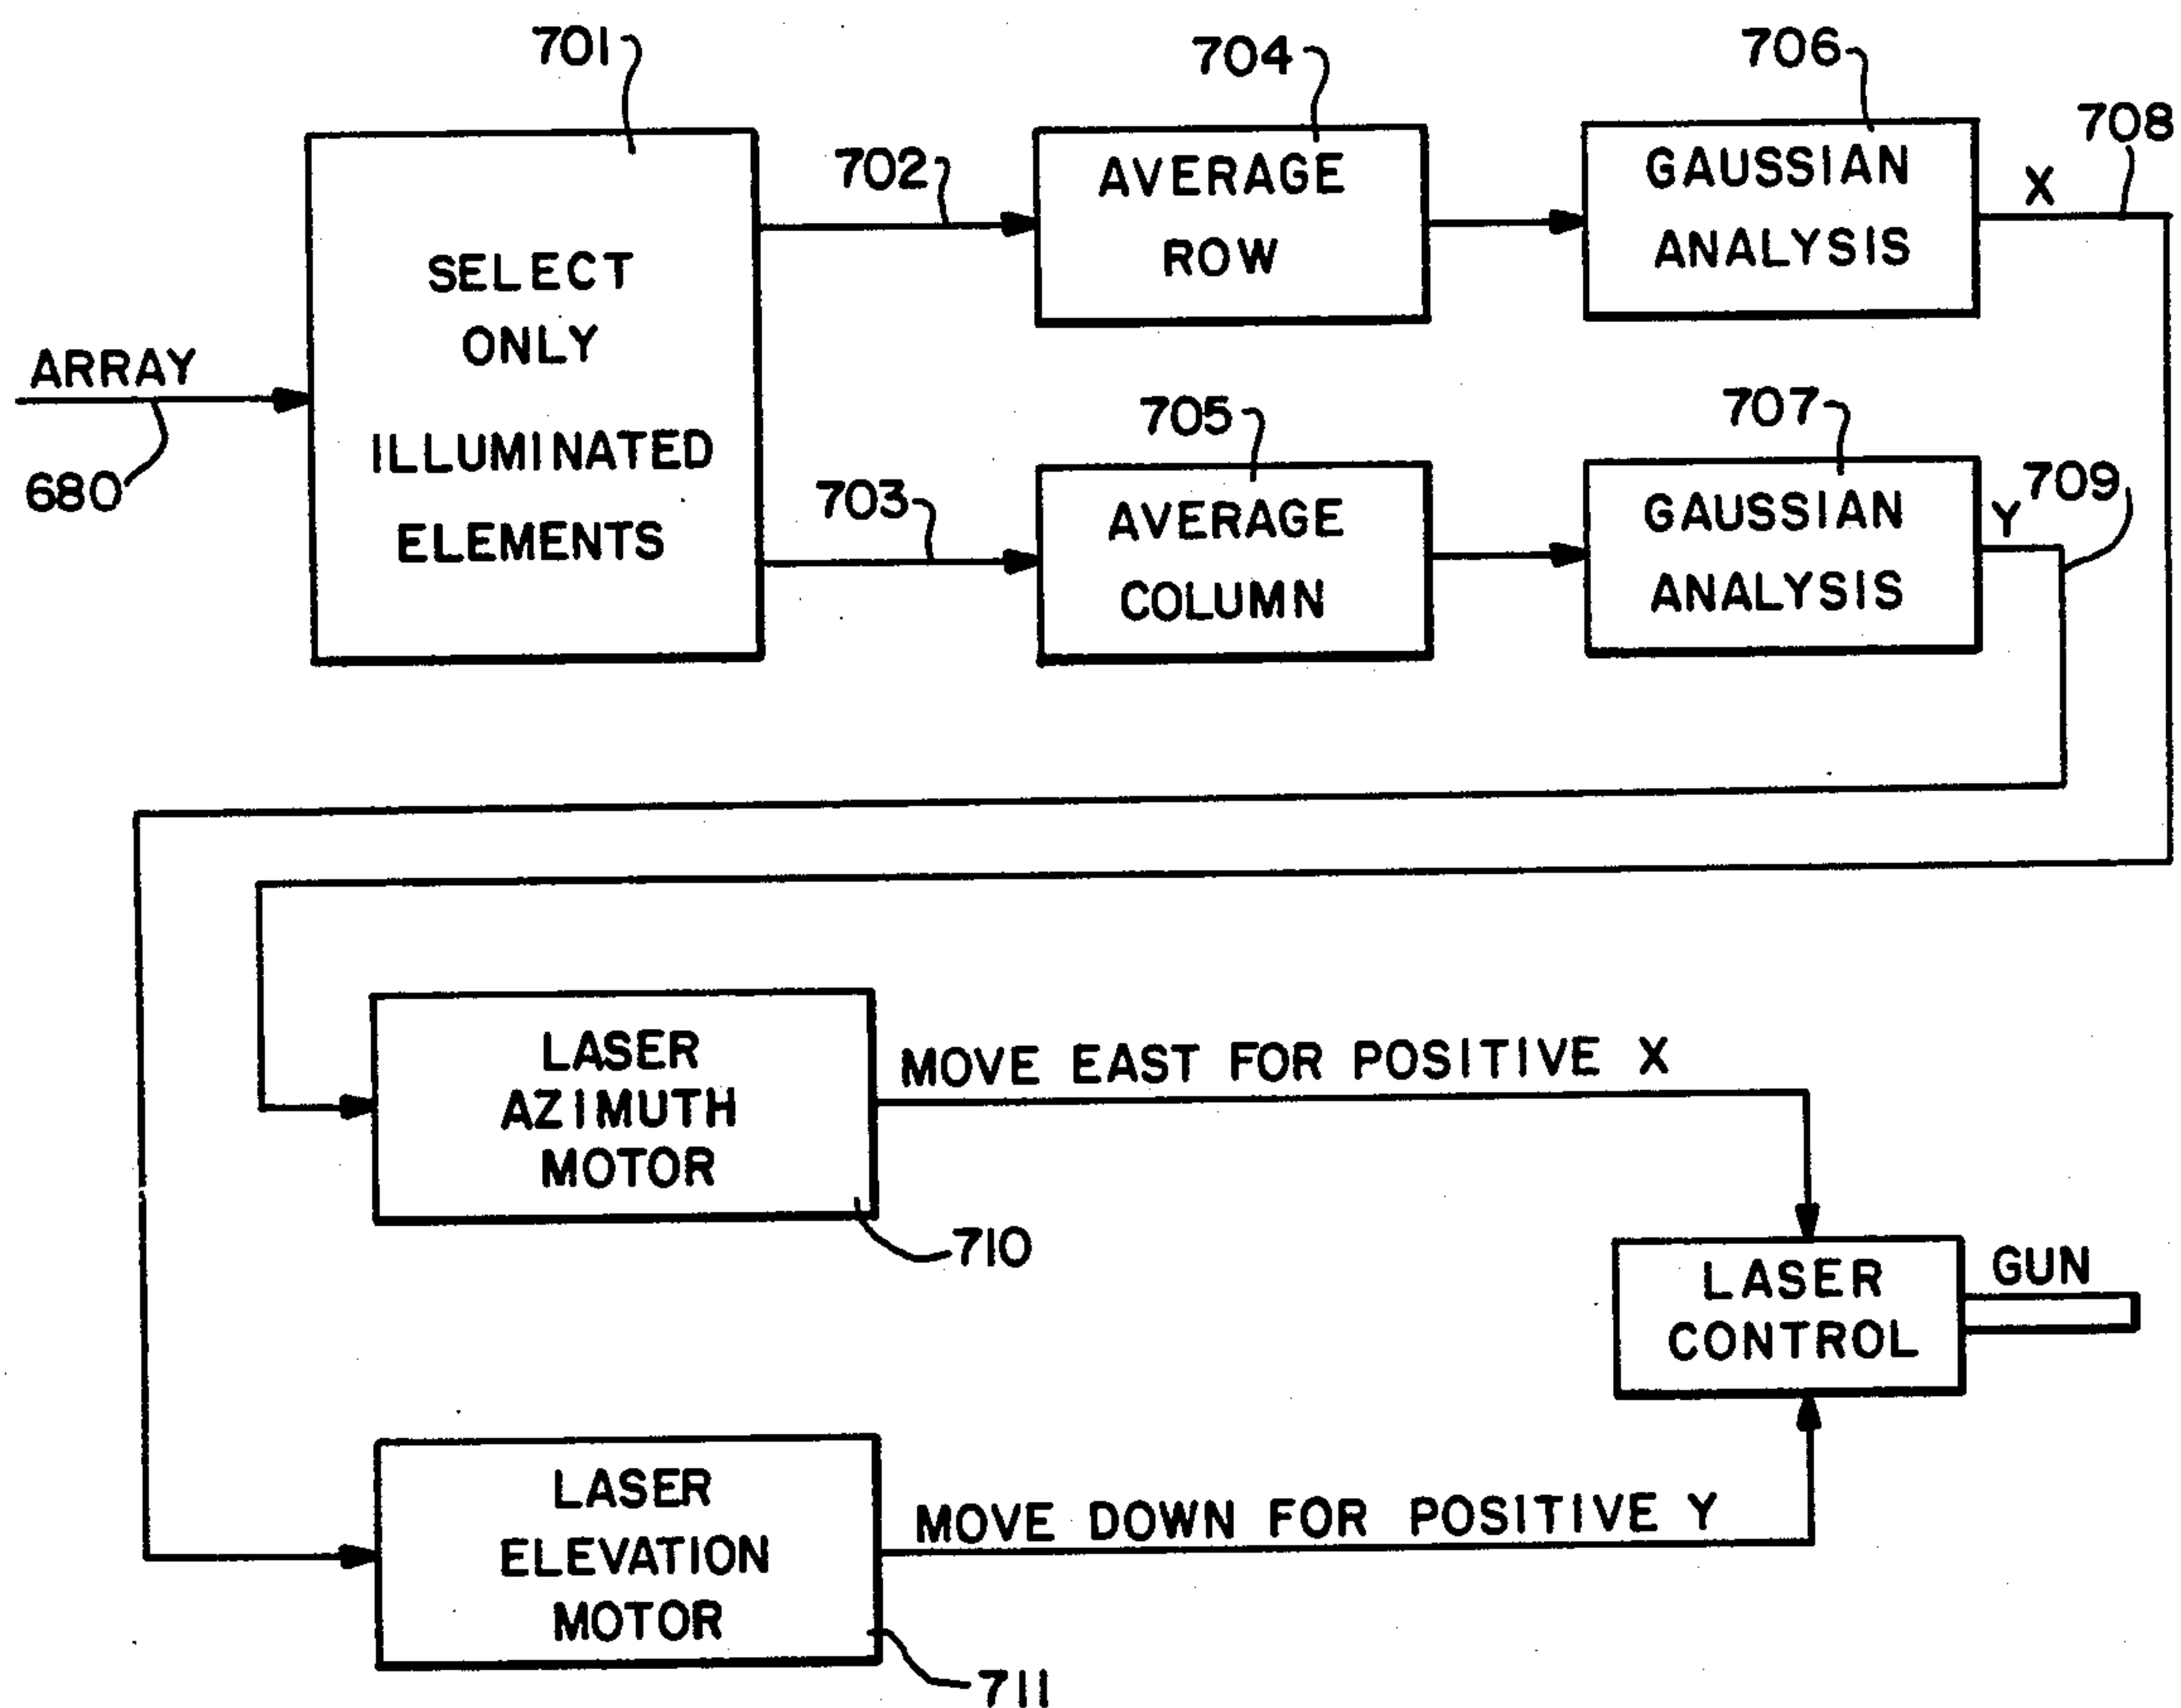 701
704
706
708
702
AVERAGE
ROW
GAUSSIAN
ANALYSIS
X
SELECT
ONLY
ILLUMINATED
ELEMENTS
ARRAY
680
705
707
703
709
AVERAGE
COLUMN
GAUSSIAN
ANALYSIS
Y
LASER
AZIMUTH
MOTOR
MOVE EAST FOR POSITIVE X
710
LASER
CONTROL
GUN
LASER
ELEVATION
MOTOR
MOVE DOWN FOR POSITIVE Y
711